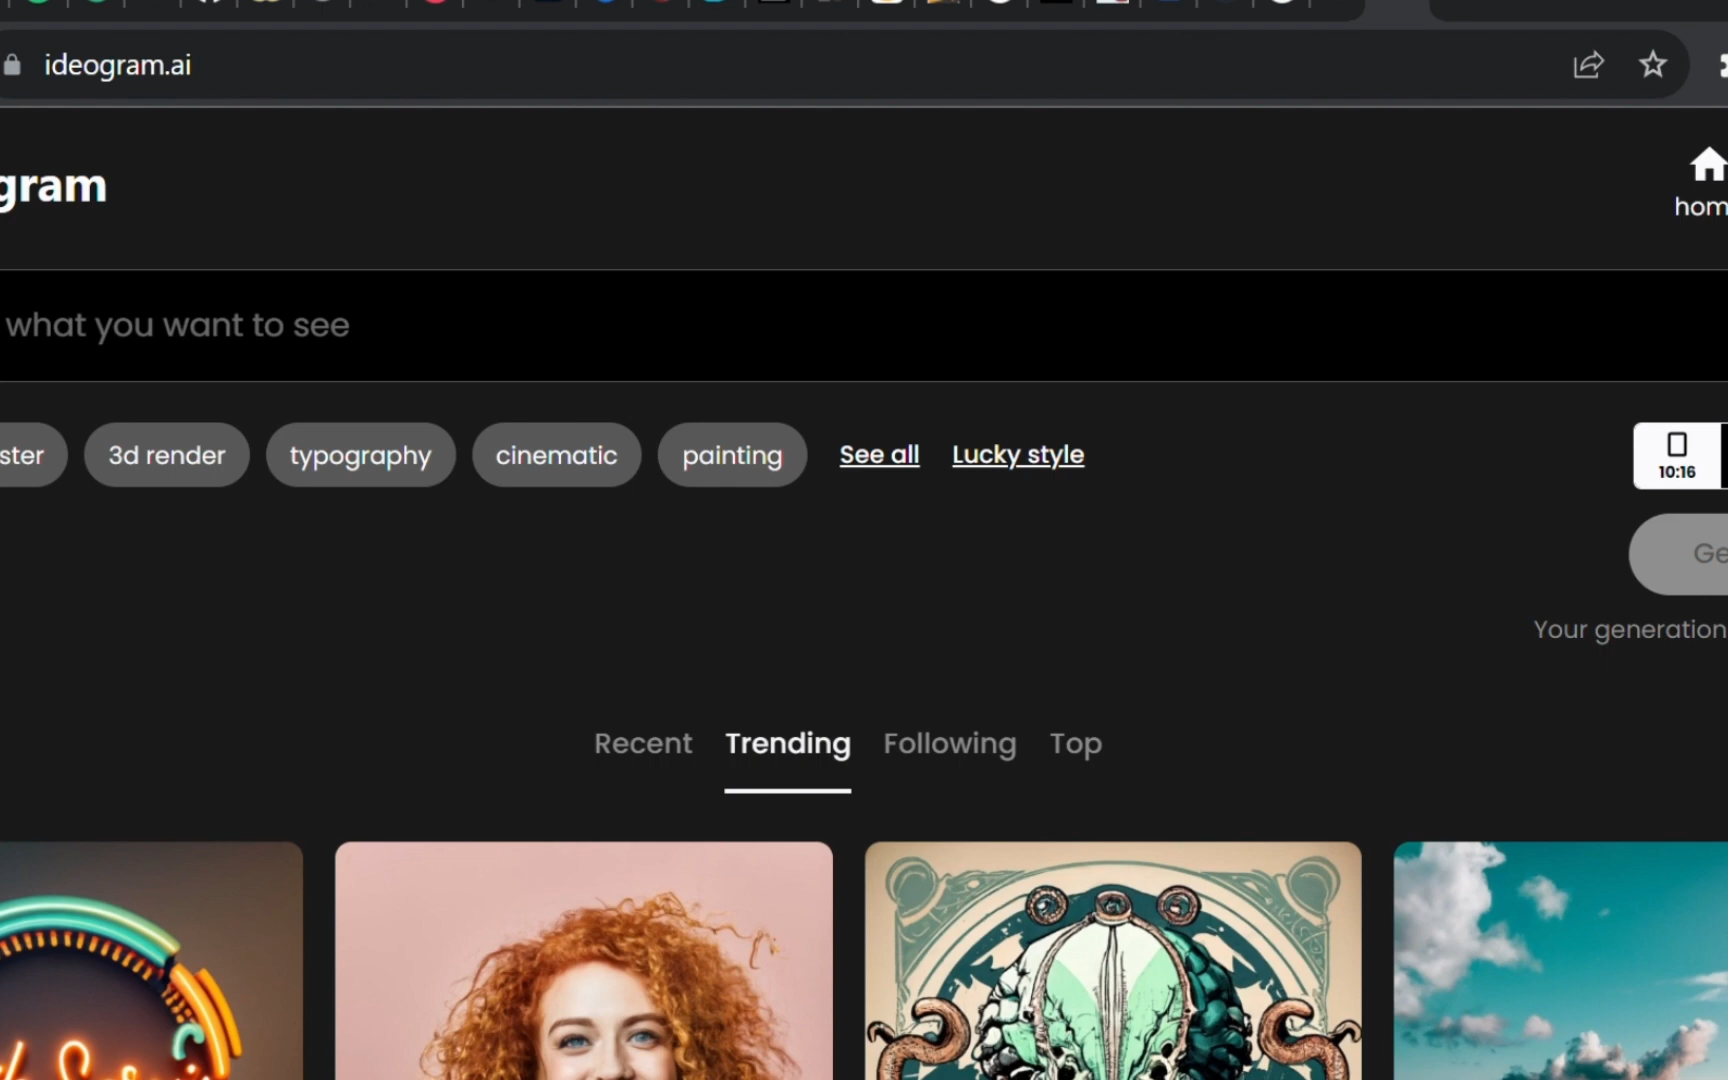 ideogram.ai
gram
hom
what you want to see
ster 3d render typography cinematic painting See all Lucky style
10:16
Ge
Your generation
Recent Trending Following Top